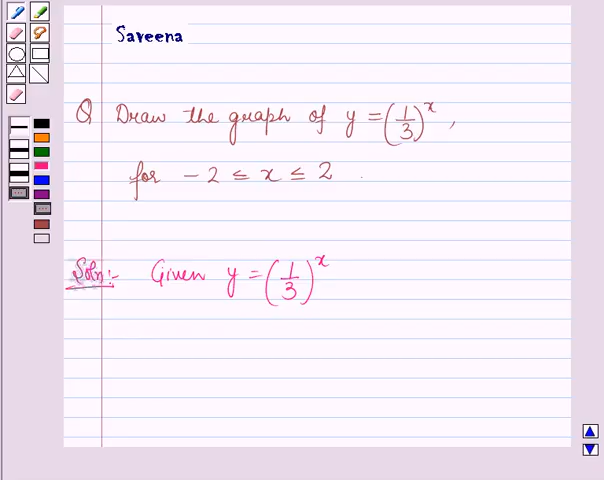 Saveena
Q Draw the graph of y = (1/3)^x,
for -2 ≤ x ≤ 2.
Soln:- Given y = (1/3)^x